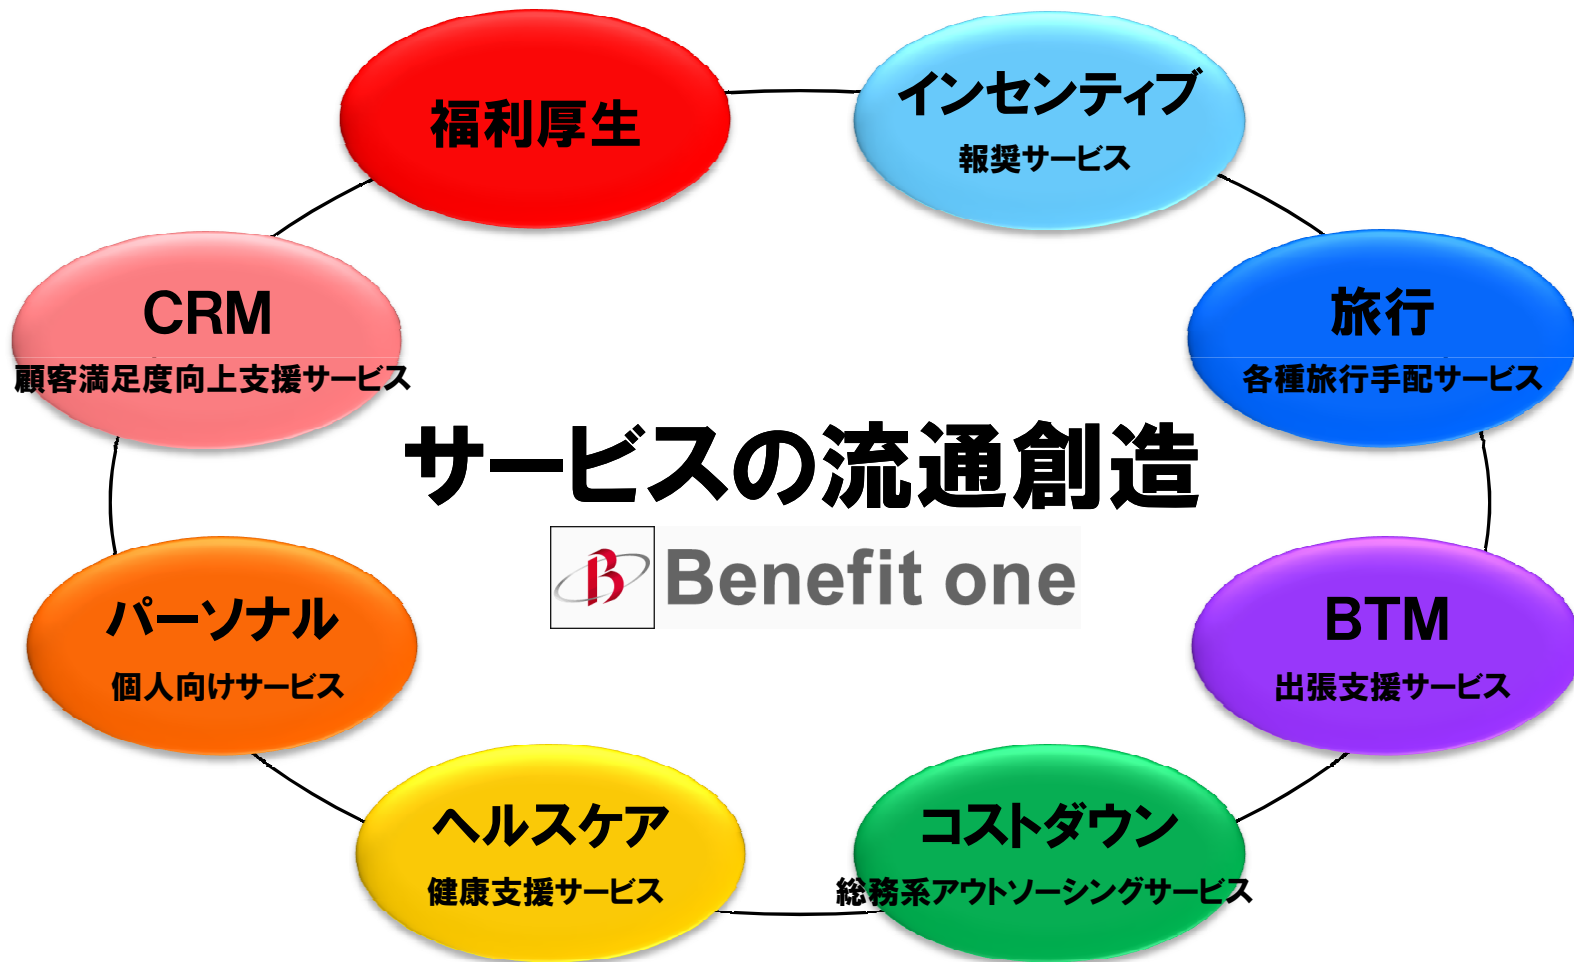 福利厚生
インセンティブ
報奨サービス
旅行
各種旅行手配サービス
CRM
顧客満足度向上支援サービス
サービスの流通創造
B Benefit one
パーソナル
個人向けサービス
BTM
出張支援サービス
ヘルスケア
健康支援サービス
コストダウン
総務系アウトソーシングサービス